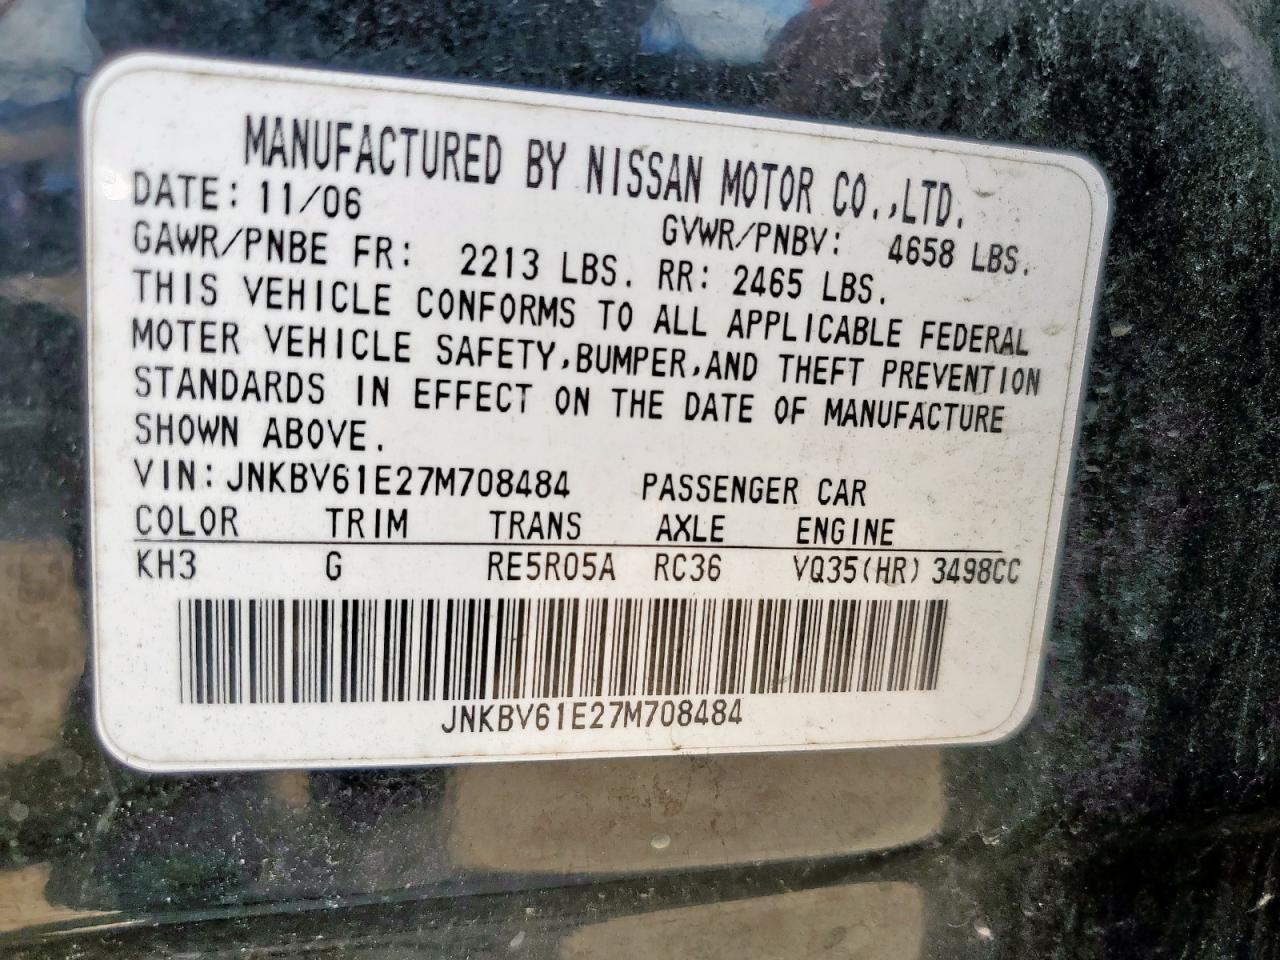 MANUFACTURED BY NISSAN MOTOR CO.,LTD.
DATE: 11/06 GVWR/PNBV: 4658 LBS.
GAWR/PNBE FR: 2213 LBS. RR: 2465 LBS.
THIS VEHICLE CONFORMS TO ALL APPLICABLE FEDERAL
MOTER VEHICLE SAFETY,BUMPER,AND THEFT PREVENTION
STANDARDS IN EFFECT ON THE DATE OF MANUFACTURE
SHOWN ABOVE.
VIN:JNKBV61E27M708484 PASSENGER CAR
COLOR TRIM TRANS AXLE ENGINE
KH3 G RE5R05A RC36 VQ35(HR) 3498CC
JNKBV61E27M708484